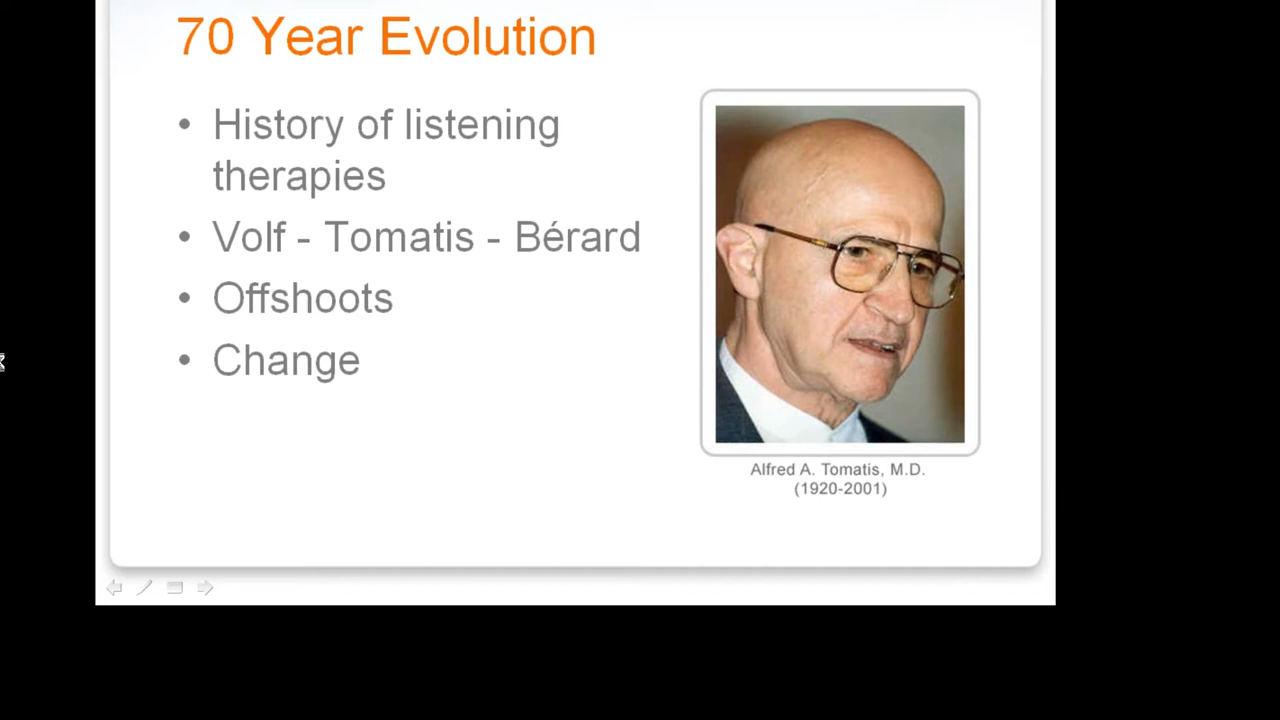 70 Year Evolution
• History of listening
therapies
• Volf - Tomatis - Bérard
• Offshoots
• Change
Alfred A. Tomatis, M.D.
(1920-2001)